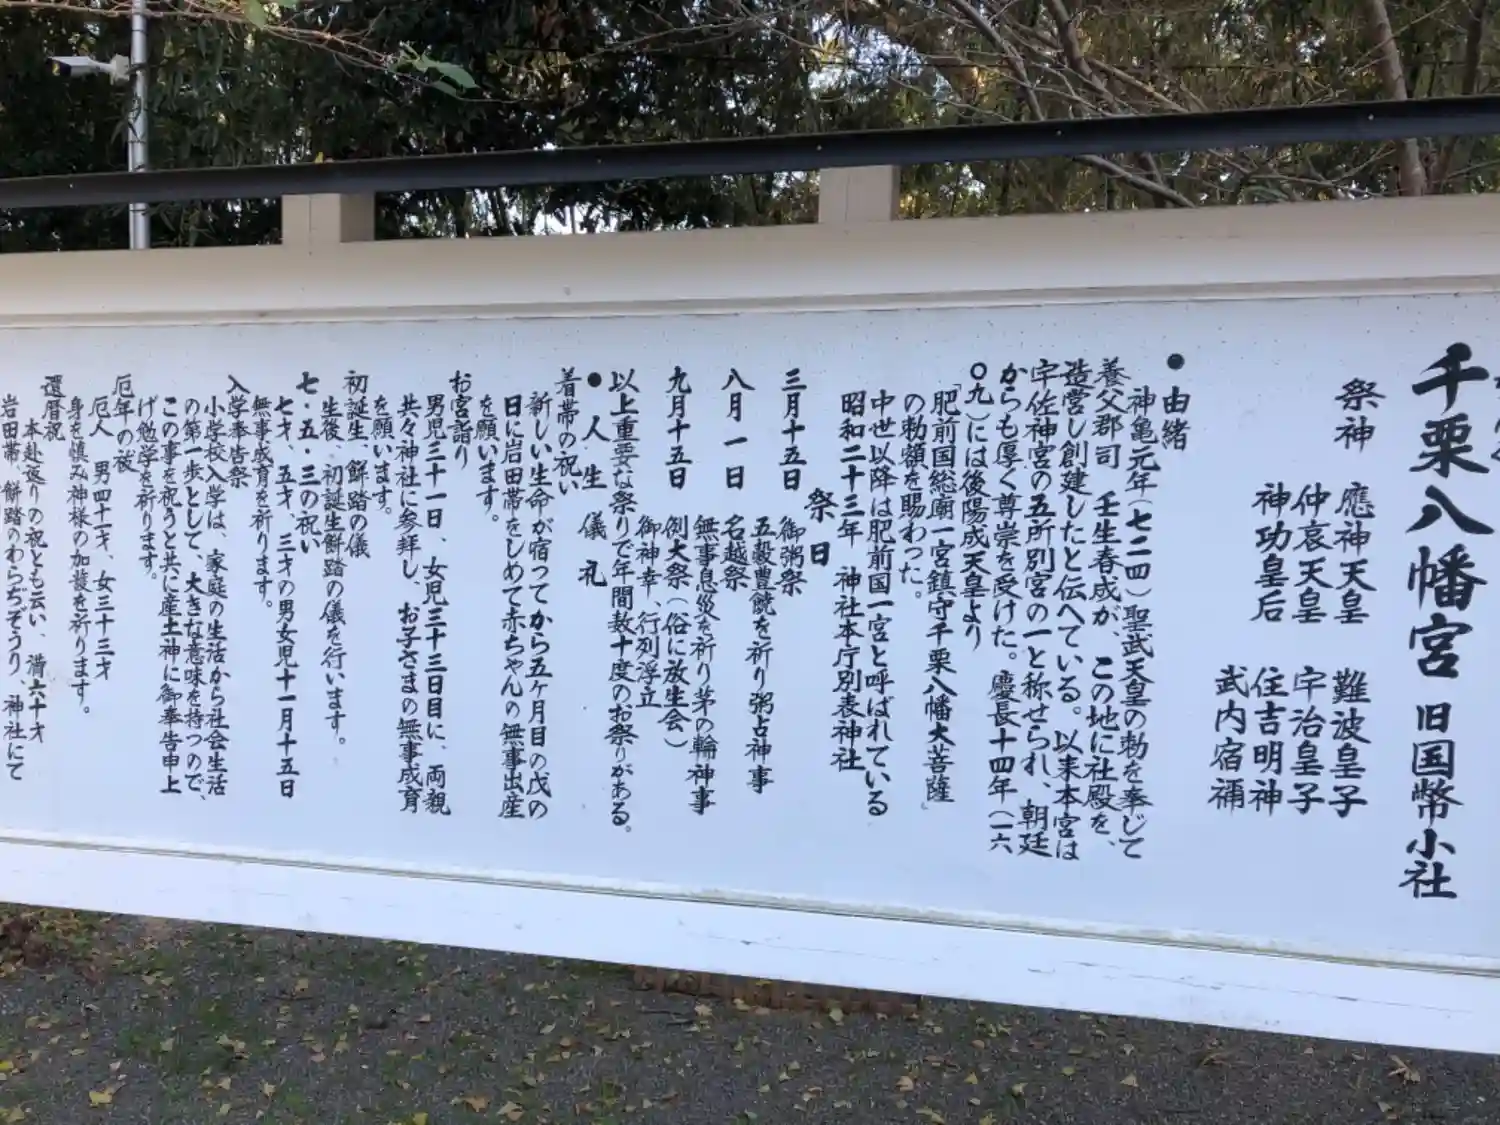 千栗八幡宮 旧国幣小社
祭神 應神天皇 難波皇子
仲哀天皇 宇治皇子
神功皇后 住吉明神
武内宿禰
●由緒
神亀元年(七二四)聖武天皇の勅を奉じて
養父郡司 壬生春成が、この地に社殿を、
造営し創建したと伝へている。以来本宮は
宇佐神宮の五所別宮の一と称せられ、朝廷
からも厚く尊崇を受けた。慶長十四年(一六
〇九)には後陽成天皇より
「肥前国総廟一宮鎮守千栗八幡大菩薩」
の勅額を賜わった。
中世以降は肥前国一宮と呼ばれている
昭和二十三年 神社本庁別表神社
祭日
三月十五日 御粥祭
五穀豊饒を祈り粥占神事
八月一日 名越祭
無事息災を祈り茅の輪神事
九月十五日 例大祭(俗に放生会)
御神幸、行列浮立
以上重要な祭りで年間数十度のお祭りがある。
●人生儀礼
着帯の祝い
新しい生命が宿ってから五ヶ月目の戊の
日に岩田帯をしめて赤ちゃんの無事出産
を願います。
お宮詣り
男児三十一日、女児三十三日目に、両親
共々神社に参拝し、お子さまの無事成育
を願います。
初誕生 餅踏の儀
生後、初誕生餅踏の儀を行います。
七・五・三の祝い
七才、五才、三才の男女児十一月十五日
無事成育を祈ります。
入学奉告祭
小学校入学は、家庭の生活から社会生活
の第一歩として、大きな意味を持つので、
この事を祝うと共に産土神に御奉告申上
げ勉学を祈ります。
厄年の祓
厄人 男四十一才、女三十三才
身を慎み神様の加護を祈ります。
還暦祝
本赴返りの祝とも云い、満六十才
岩田帯、餅踏のわらぢぞうり、神社にて